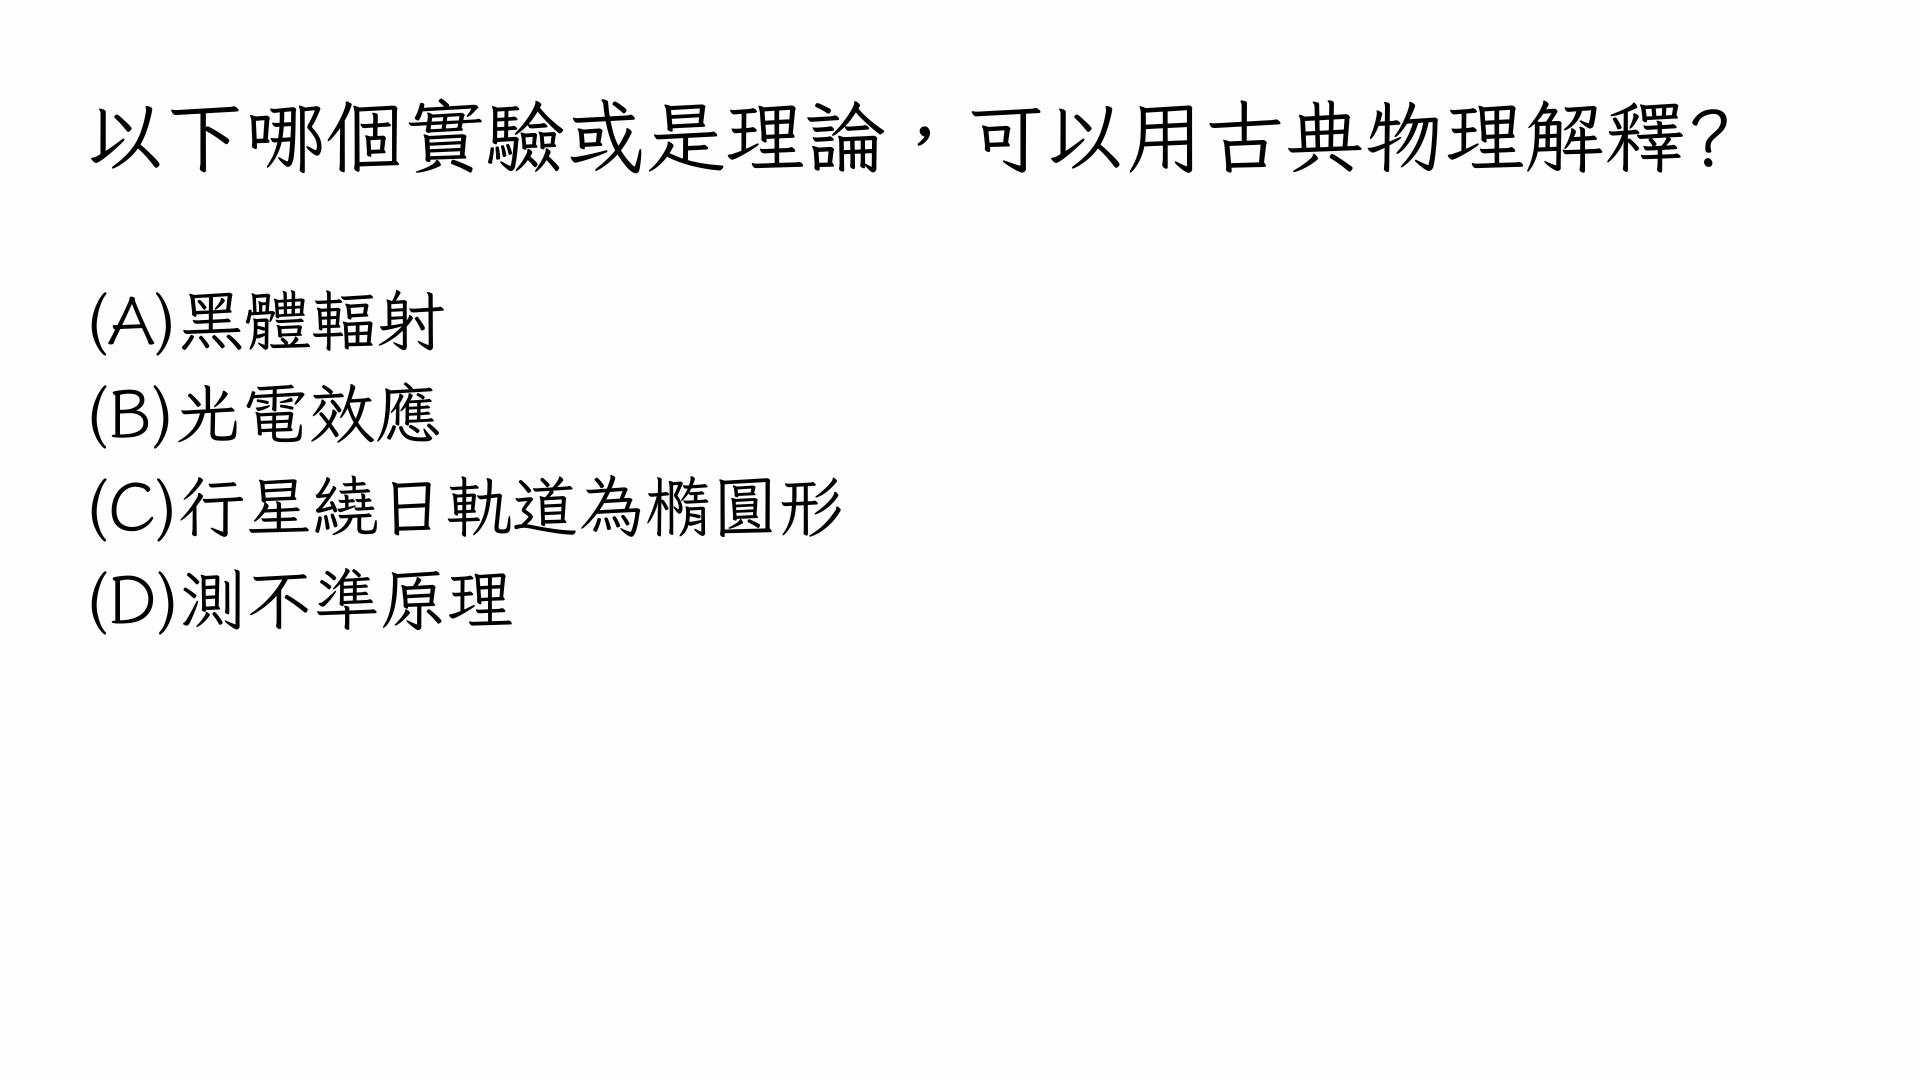 以下哪個實驗或是理論，可以用古典物理解釋?
(A)黑體輻射
(B)光電效應
(C)行星繞日軌道為橢圓形
(D)測不準原理